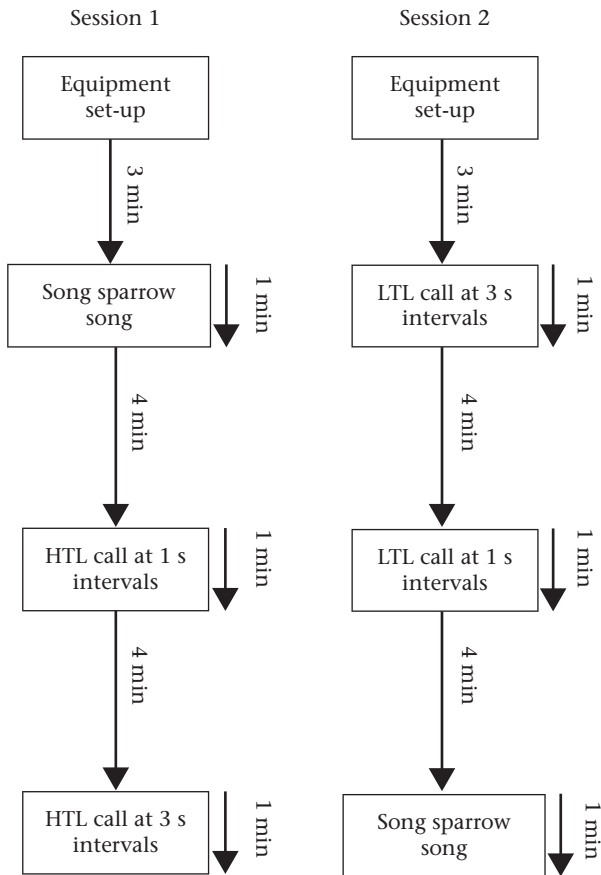 Session 1
Equipment
set-up
3 min
Song sparrow
song
1 min
4 min
HTL call at 1 s
intervals
1 min
4 min
HTL call at 3 s
intervals
1 min
Session 2
Equipment
set-up
3 min
LTL call at 3 s
intervals
1 min
4 min
LTL call at 1 s
intervals
1 min
4 min
Song sparrow
song
1 min